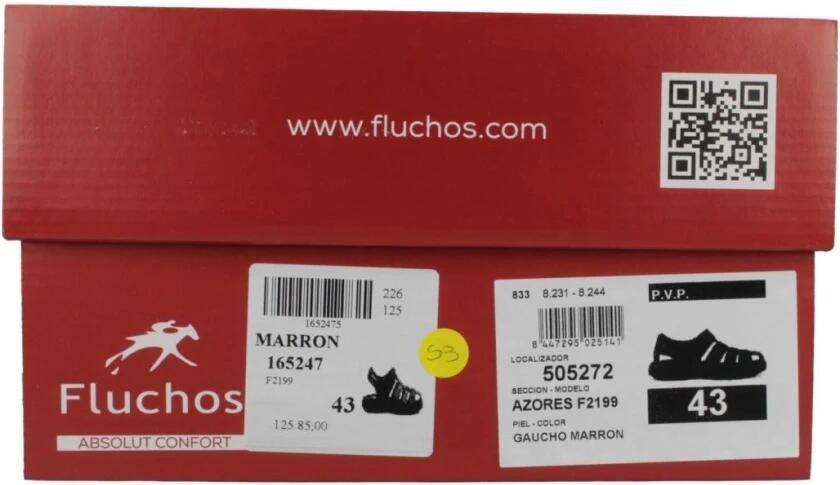 www.fluchos.com
Fluchos
ABSOLUT CONFORT
226
125
1652475
MARRON
165247
F2199
43
125 85,00
53
833 8.231 - 8.244
P.V.P.
8 447295 025141
LOCALIZADOR
505272
SECCION - MODELO
AZORES F2199
43
PIEL - COLOR
GAUCHO MARRON